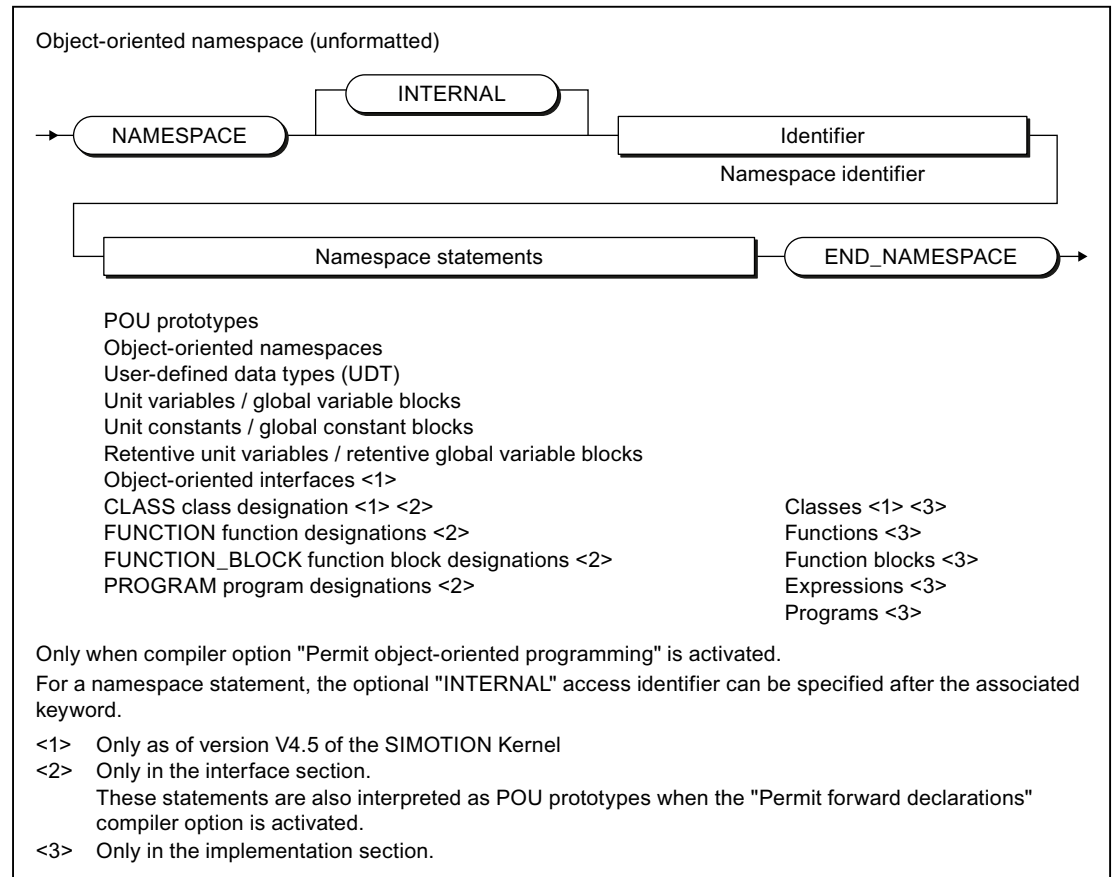 Object-oriented namespace (unformatted)
INTERNAL
NAMESPACE
Identifier
Namespace identifier
Namespace statements
END_NAMESPACE
POU prototypes
Object-oriented namespaces
User-defined data types (UDT)
Unit variables / global variable blocks
Unit constants / global constant blocks
Retentive unit variables / retentive global variable blocks
Object-oriented interfaces <1>
CLASS class designation <1> <2>
FUNCTION function designations <2>
FUNCTION_BLOCK function block designations <2>
PROGRAM program designations <2>
Classes <1> <3>
Functions <3>
Function blocks <3>
Expressions <3>
Programs <3>
Only when compiler option "Permit object-oriented programming" is activated.
For a namespace statement, the optional "INTERNAL" access identifier can be specified after the associated
keyword.
<1> Only as of version V4.5 of the SIMOTION Kernel
<2> Only in the interface section.
These statements are also interpreted as POU prototypes when the "Permit forward declarations"
compiler option is activated.
<3> Only in the implementation section.